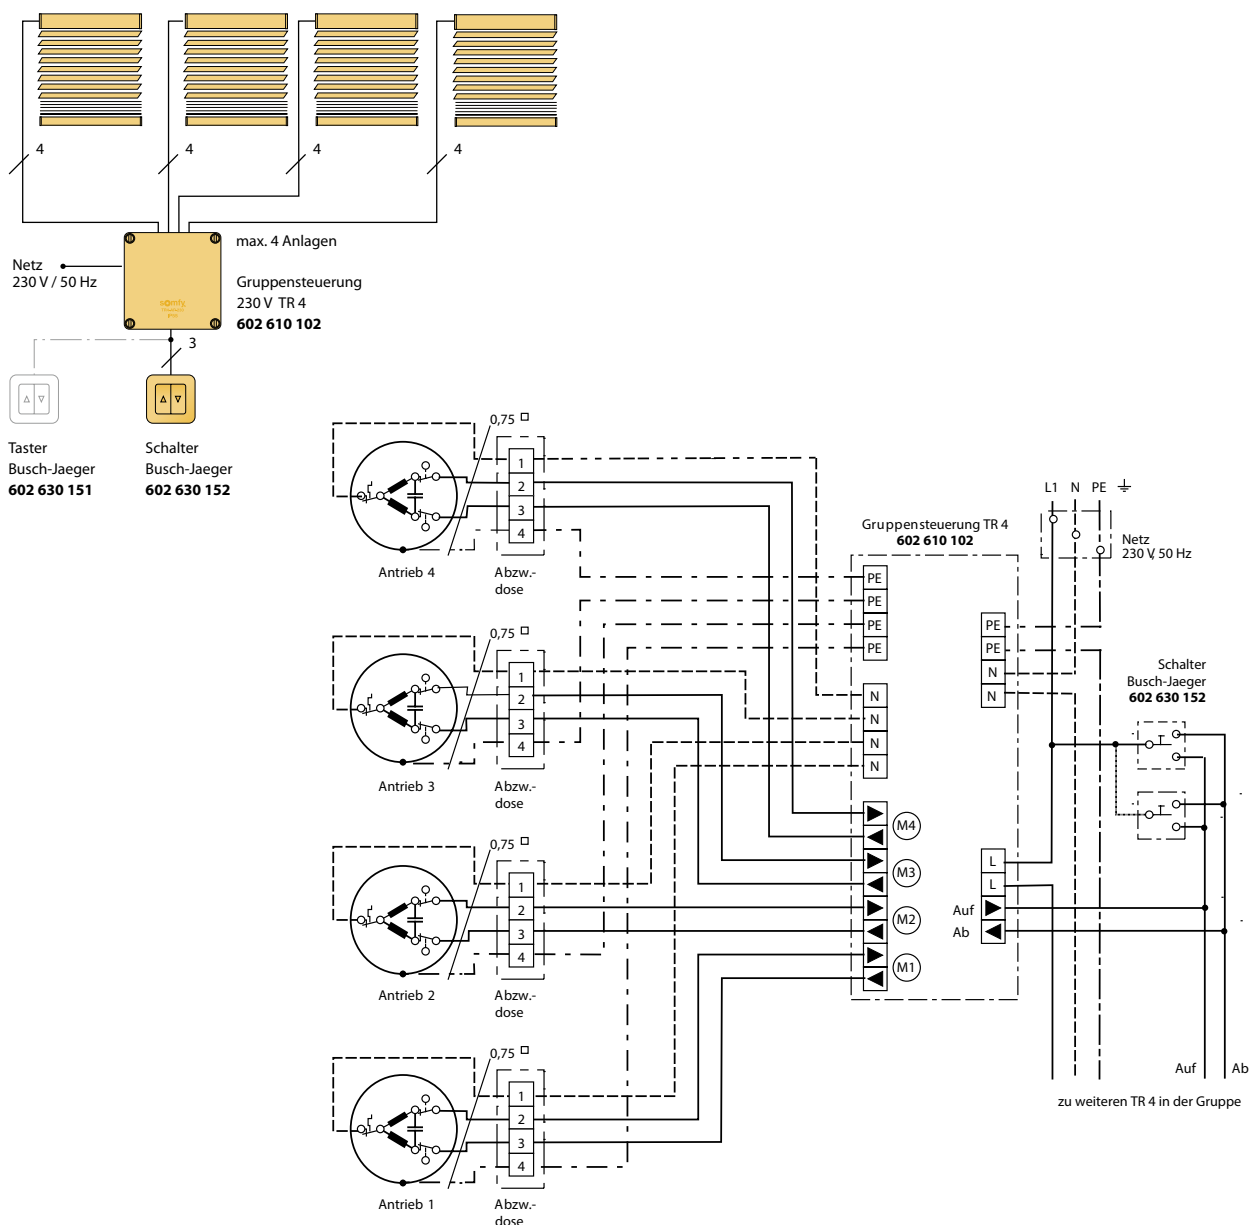 4
4
4
4
max. 4 Anlagen
Netz
230 V / 50 Hz
Gruppensteuerung
230 V TR 4
602 610 102
somfy
3
Taster
Busch-Jaeger
602 630 151
Schalter
Busch-Jaeger
602 630 152
0,75
1
2
3
4
Antrieb 4
Abzw.-
dose
0,75
1
2
3
4
Antrieb 3
Abzw.-
dose
0,75
1
2
3
4
Antrieb 2
Abzw.-
dose
0,75
1
2
3
4
Antrieb 1
Abzw.-
dose
Gruppensteuerung TR 4
602 610 102
PE
PE
PE
PE
N
N
N
N
M4
M3
M2
M1
PE
PE
N
N
L
L
Auf
Ab
L1 N PE
Netz
230 V, 50 Hz
Schalter
Busch-Jaeger
602 630 152
Auf Ab
zu weiteren TR 4 in der Gruppe